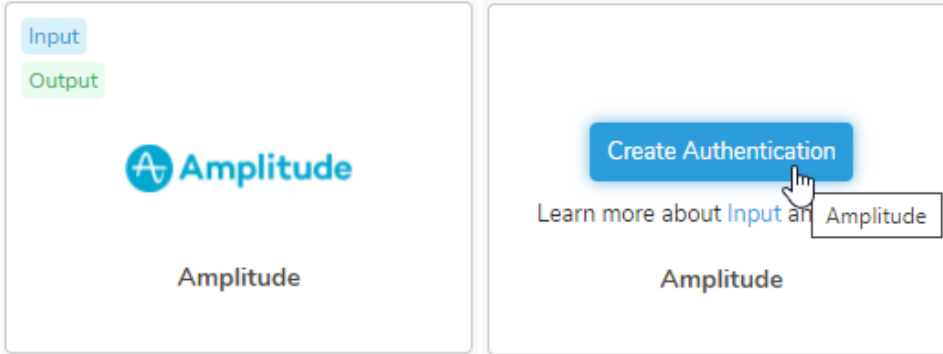 Input
Output
Amplitude
Amplitude
Create Authentication
Learn more about Input an
Amplitude
Amplitude